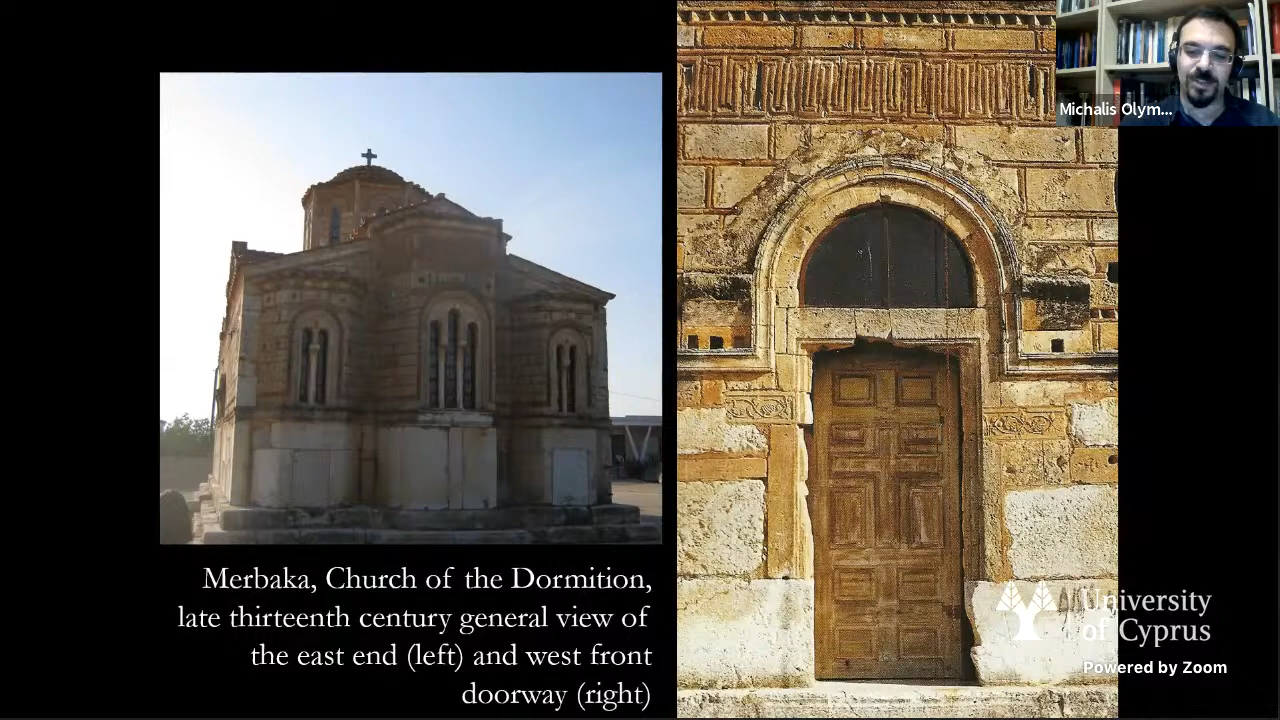 Michalis Olym...
Merbaka, Church of the Dormition,
late thirteenth century general view of
the east end (left) and west front
doorway (right)
University
of Cyprus
Powered by Zoom